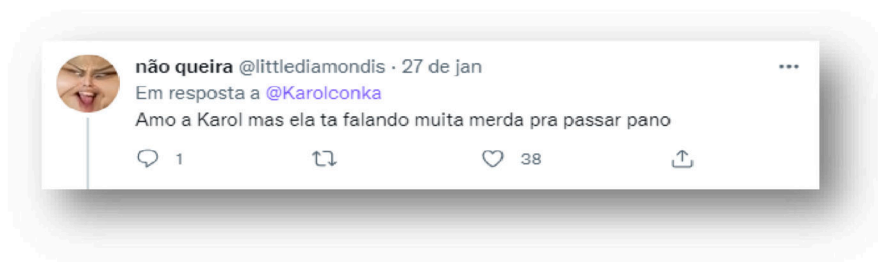 não queira @littlediamondis · 27 de jan
Em resposta a @Karolconka
Amo a Karol mas ela ta falando muita merda pra passar pano
1 38